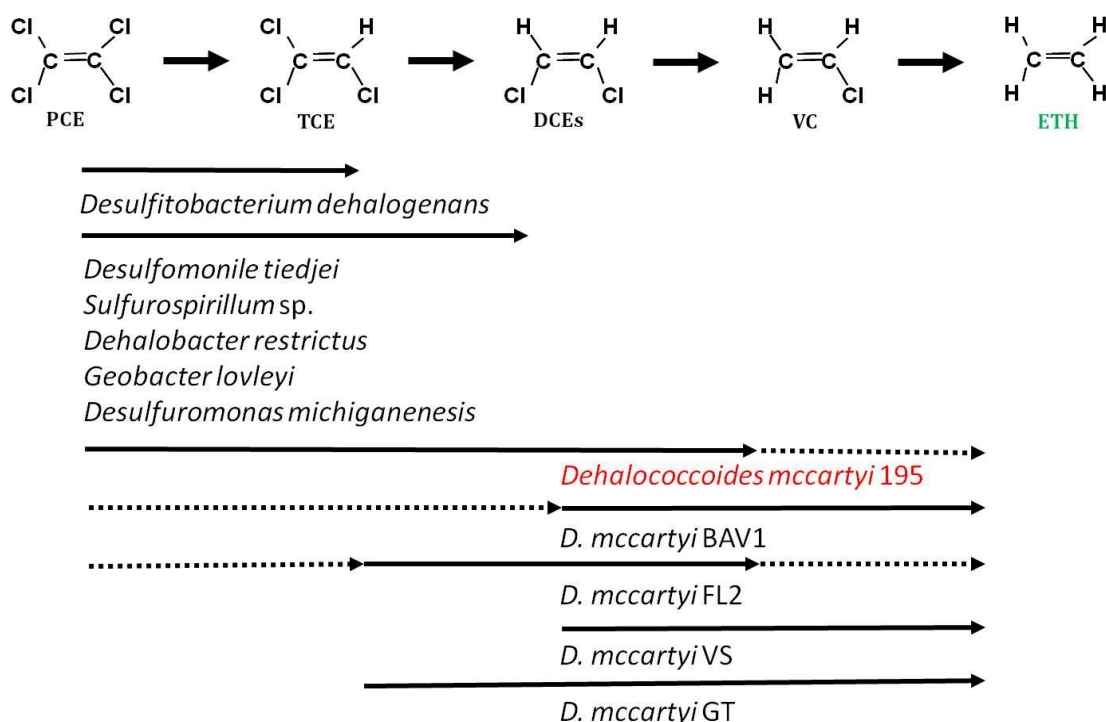 Cl Cl Cl H H H H H H H
C=C C=C C=C C=C C=C
Cl Cl Cl Cl Cl Cl H Cl H H
PCE TCE DCEs VC ETH
Desulfitobacterium dehalogenans
Desulfomonile tiedjei
Sulfurospirillum sp.
Dehalobacter restrictus
Geobacter lovleyi
Desulfuromonas michiganenesis
Dehalococcoides mccartyi 195
D. mccartyi BAV1
D. mccartyi FL2
D. mccartyi VS
D. mccartyi GT